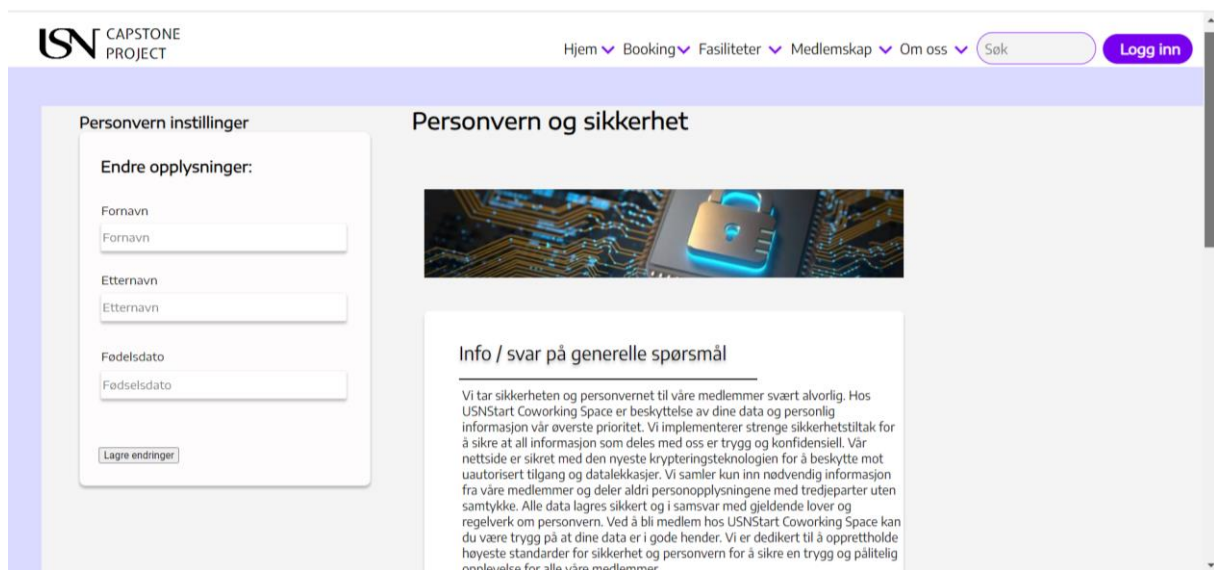 USN CAPSTONE
PROJECT
Hjem Booking Fasiliteter Medlemskap Om oss Søk Logg inn
Personvern instillinger
Endre opplysninger:
Fornavn
Fornavn
Etternavn
Etternavn
Fødelsdato
Fødselsdato
Lagre endringer
Personvern og sikkerhet
Info / svar på generelle spørsmål
Vi tar sikkerheten og personvernet til våre medlemmer svært alvorlig. Hos
USNStart Coworking Space er beskyttelse av dine data og personlig
informasjon vår øverste prioritet. Vi implementerer strenge sikkerhetstiltak for
å sikre at all informasjon som deles med oss er trygg og konfidensiell. Vår
nettside er sikret med den nyeste krypteringsteknologien for å beskytte mot
uautorisert tilgang og datalekkasjer. Vi samler kun inn nødvendig informasjon
fra våre medlemmer og deler aldri personopplysningene med tredjeparter uten
samtykke. Alle data lagres sikkert og i samsvar med gjeldende lover og
regelverk om personvern. Ved å bli medlem hos USNStart Coworking Space kan
du være trygg på at dine data er i gode hender. Vi er dedikert til å opprettholde
høyeste standarder for sikkerhet og personvern for å sikre en trygg og pålitelig
opplevelse for alle våre medlemmer